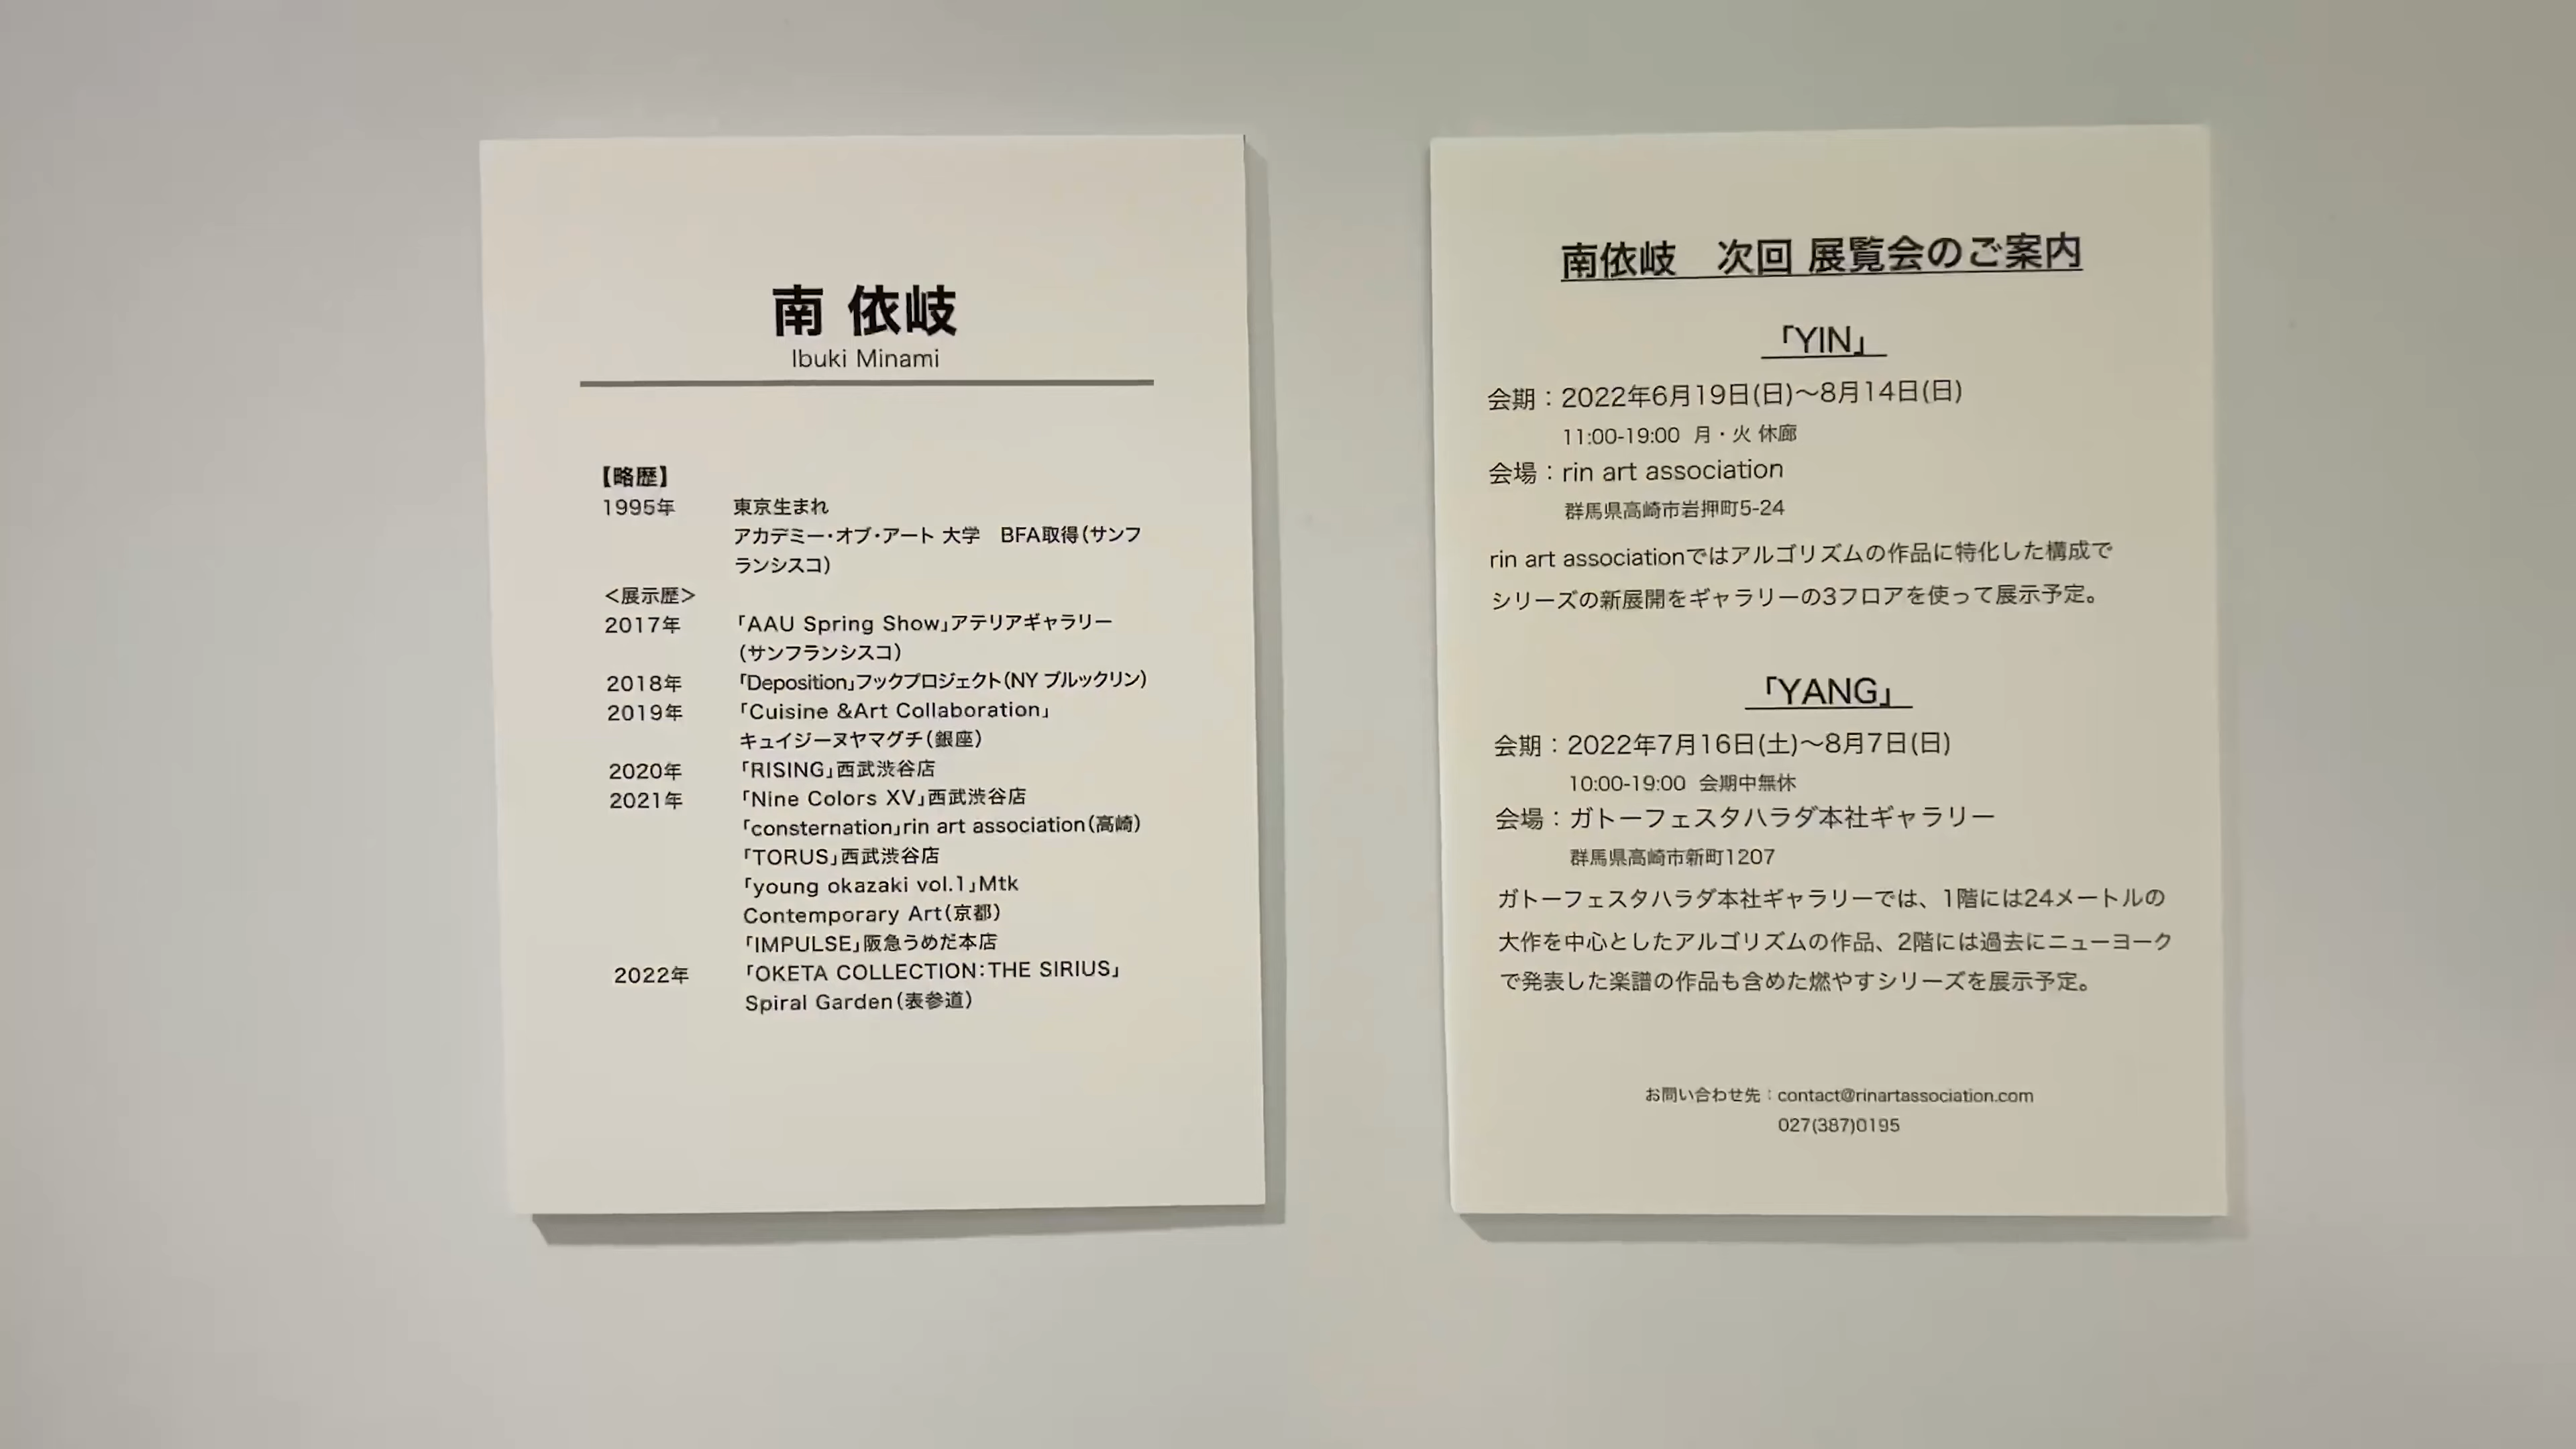 南 依岐
Ibuki Minami
【略歴】
1995年 東京生まれ
アカデミー・オブ・アート 大学 BFA取得(サンフ
ランシスコ)
<展示歴>
2017年 「AAU Spring Show」アテリアギャラリー
(サンフランシスコ)
2018年 「Deposition」フックプロジェクト(NY ブルックリン)
2019年 「Cuisine &Art Collaboration」
キュイジーヌヤマグチ(銀座)
2020年 「RISING」西武渋谷店
2021年 「Nine Colors XV」西武渋谷店
「consternation」rin art association(高崎)
「TORUS」西武渋谷店
「young okazaki vol.1」Mtk
Contemporary Art(京都)
「IMPULSE」阪急うめだ本店
2022年 「OKETA COLLECTION:THE SIRIUS」
Spiral Garden(表参道)
南依岐 次回 展覧会のご案内
「YIN」
会期：2022年6月19日(日)〜8月14日(日)
11:00-19:00 月・火 休廊
会場：rin art association
群馬県高崎市岩押町5-24
rin art associationではアルゴリズムの作品に特化した構成で
シリーズの新展開をギャラリーの3フロアを使って展示予定。
「YANG」
会期：2022年7月16日(土)〜8月7日(日)
10:00-19:00 会期中無休
会場：ガトーフェスタハラダ本社ギャラリー
群馬県高崎市新町1207
ガトーフェスタハラダ本社ギャラリーでは、1階には24メートルの
大作を中心としたアルゴリズムの作品、2階には過去にニューヨーク
で発表した楽譜の作品も含めた燃やすシリーズを展示予定。
お問い合わせ先：contact@rinartassociation.com
027(387)0195